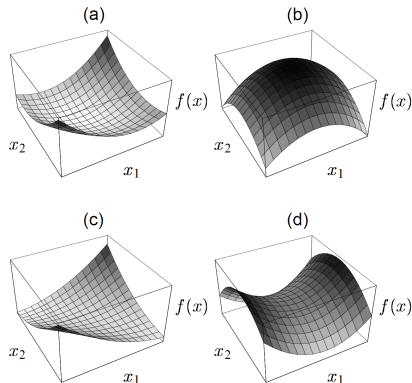 (a) (b)
f(x) f(x)
x₂ x₂
x₁ x₁
(c) (d)
f(x) f(x)
x₂ x₂
x₁ x₁